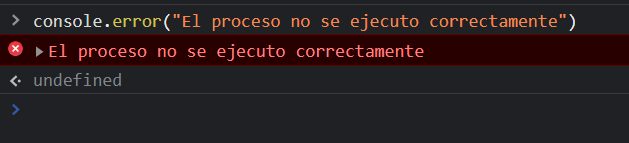 console.error("El proceso no se ejecuto correctamente")
El proceso no se ejecuto correctamente
undefined